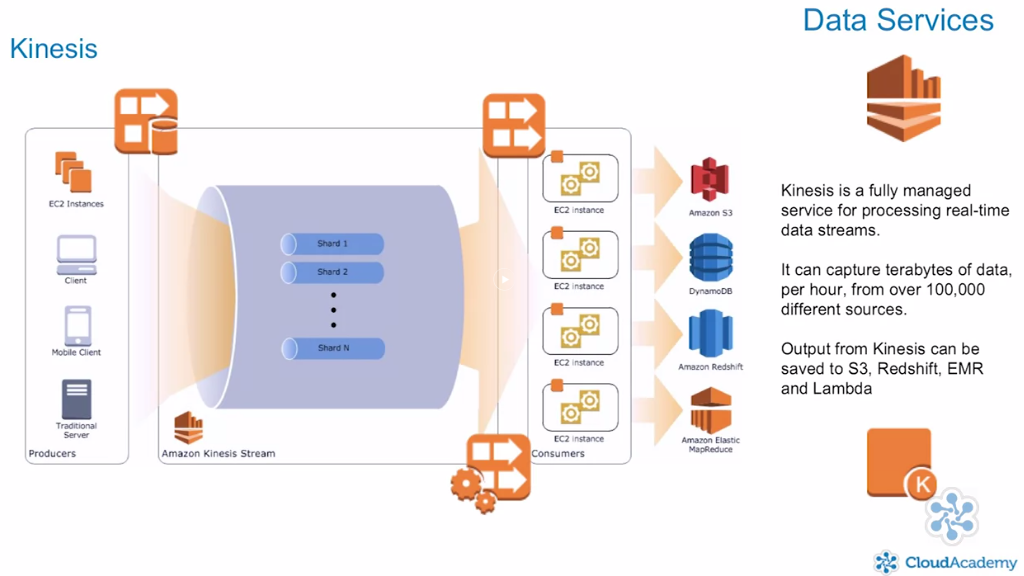 Kinesis
Data Services
EC2 Instances
Client
Mobile Client
Traditional
Server
Producers
Shard 1
Shard 2
Shard N
Amazon Kinesis Stream
EC2 instance
EC2 instance
EC2 instance
EC2 instance
Consumers
Amazon S3
DynamoDB
Amazon Redshift
Amazon Elastic
MapReduce
Kinesis is a fully managed
service for processing real-time
data streams.
It can capture terabytes of data,
per hour, from over 100,000
different sources.
Output from Kinesis can be
saved to S3, Redshift, EMR
and Lambda
K
CloudAcademy